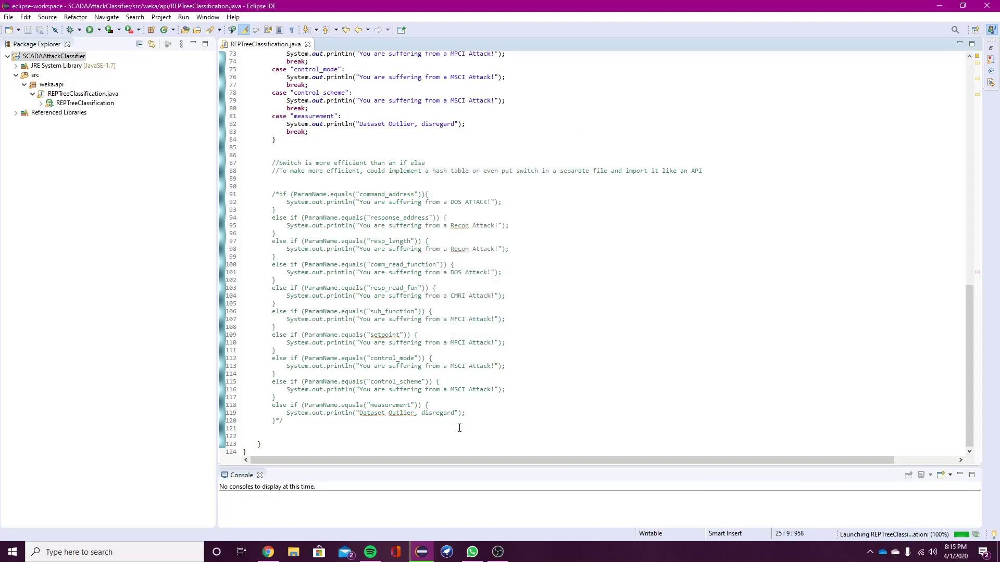 eclipse-workspace - SCADAAttackClassifier/src/weka/api/REPTreeClassification.java - Eclipse IDE
File Edit Source Refactor Navigate Search Project Run Window Help
Package Explorer
REPTreeClassification.java
SCADAAttackClassifier
JRE System Library [JavaSE-1.7]
src
weka.api
REPTreeClassification.java
REPTreeClassification
Referenced Libraries
73 System.out.println("You are suffering from a MPCI Attack!");
74 break;
75 case "control_mode":
76 System.out.println("You are suffering from a MSCI Attack!");
77 break;
78 case "control_scheme":
79 System.out.println("You are suffering from a MSCI Attack!");
80 break;
81 case "measurement":
82 System.out.println("Dataset Outlier, disregard");
83 break;
84 }
85
86
87 //Switch is more efficient than an if else
88 //To make more efficient, could implement a hash table or even put switch in a separate file and import it like an API
89
90
91 /*if (ParamName.equals("command_address")){
92 System.out.println("You are suffering from a DOS ATTACK!");
93 }
94 else if (ParamName.equals("response_address")) {
95 System.out.println("You are suffering from a Recon Attack!");
96 }
97 else if (ParamName.equals("resp_length")) {
98 System.out.println("You are suffering from a Recon Attack!");
99 }
100 else if (ParamName.equals("comm_read_function")) {
101 System.out.println("You are suffering from a DOS Attack!");
102 }
103 else if (ParamName.equals("resp_read_fun")) {
104 System.out.println("You are suffering from a CMRI Attack!");
105 }
106 else if (ParamName.equals("sub_function")) {
107 System.out.println("You are suffering from a MFCI Attack!");
108 }
109 else if (ParamName.equals("setpoint")) {
110 System.out.println("You are suffering from a MPCI Attack!");
111 }
112 else if (ParamName.equals("control_mode")) {
113 System.out.println("You are suffering from a MSCI Attack!");
114 }
115 else if (ParamName.equals("control_scheme")) {
116 System.out.println("You are suffering from a MSCI Attack!");
117 }
118 else if (ParamName.equals("measurement")) {
119 System.out.println("Dataset Outlier, disregard");
120 }*/
121
122
123 }
124 }
Console
No consoles to display at this time.
Writable Smart Insert 25 : 9 : 958 Launching REPTreeClassi...ation: (100%)
Type here to search
2
8:15 PM
4/1/2020
2